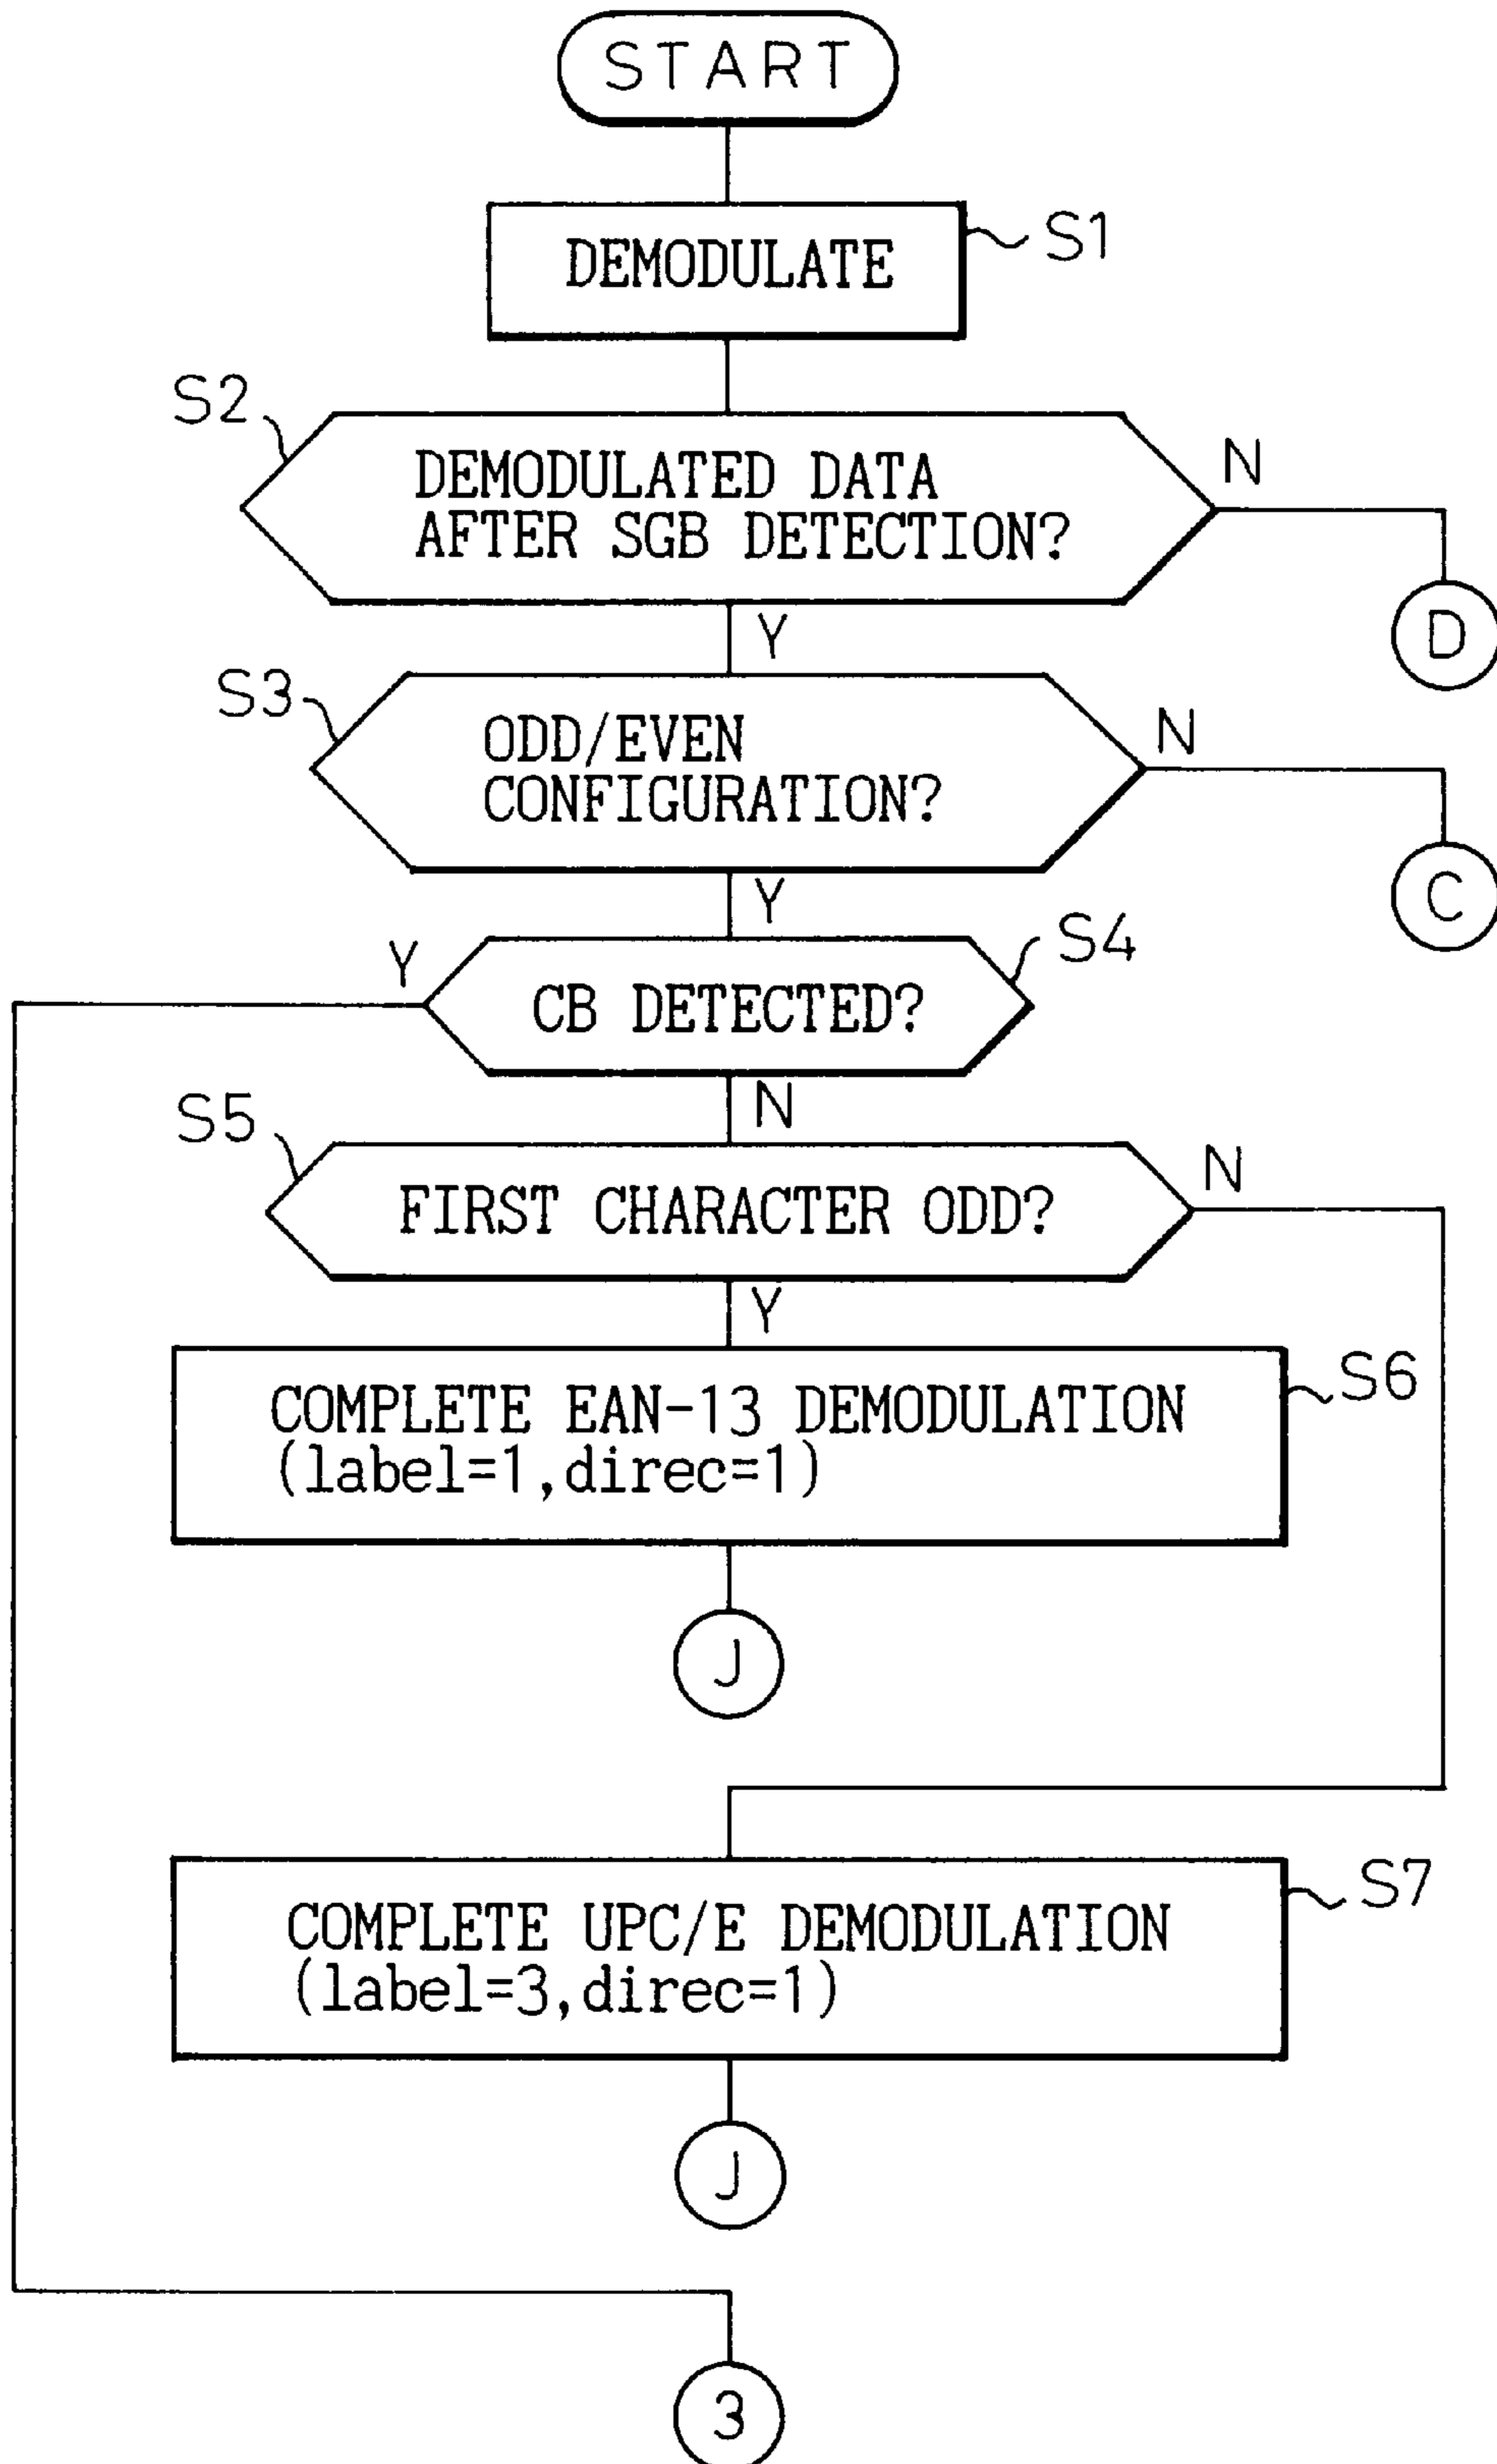 START
DEMODULATE
S1
S2
DEMODULATED DATA
AFTER SGB DETECTION?
N
D
Y
S3
ODD/EVEN
CONFIGURATION?
N
C
Y
Y
CB DETECTED?
S4
N
S5
FIRST CHARACTER ODD?
N
Y
COMPLETE EAN-13 DEMODULATION
(label=1,direc=1)
S6
J
COMPLETE UPC/E DEMODULATION
(label=3,direc=1)
S7
J
3